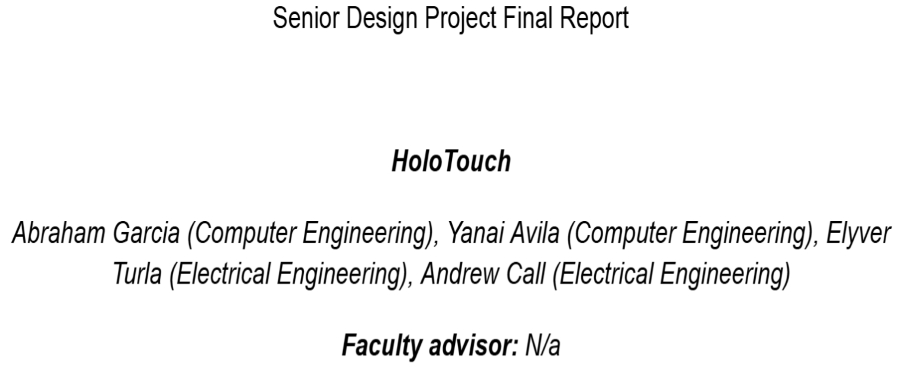 Senior Design Project Final Report
HoloTouch
Abraham Garcia (Computer Engineering), Yanai Avila (Computer Engineering), Elyver
Turla (Electrical Engineering), Andrew Call (Electrical Engineering)
Faculty advisor: N/a